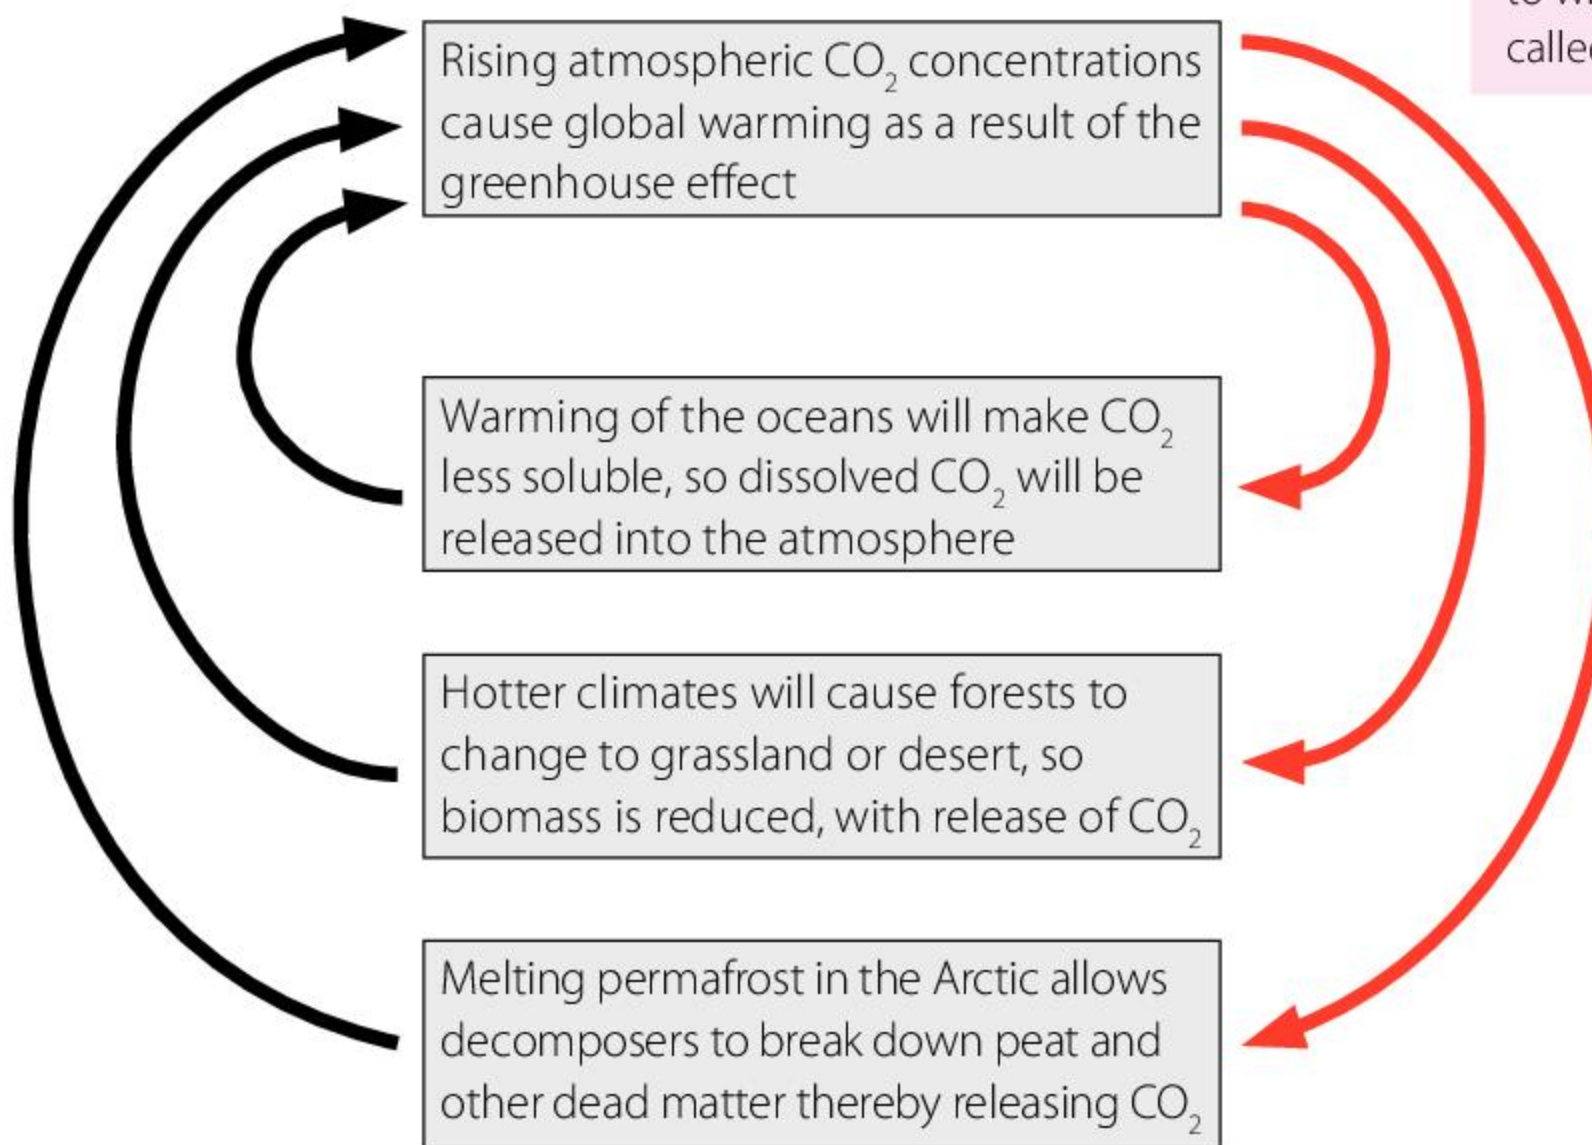 called
Rising atmospheric CO₂ concentrations
cause global warming as a result of the
greenhouse effect
Warming of the oceans will make CO₂
less soluble, so dissolved CO₂ will be
released into the atmosphere
Hotter climates will cause forests to
change to grassland or desert, so
biomass is reduced, with release of CO₂
Melting permafrost in the Arctic allows
decomposers to break down peat and
other dead matter thereby releasing CO₂